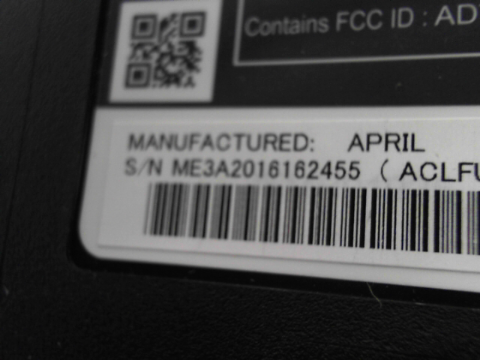 Contains FCC ID : AD
MANUFACTURED: APRIL
S/N ME3A2016162455 ( ACLFU